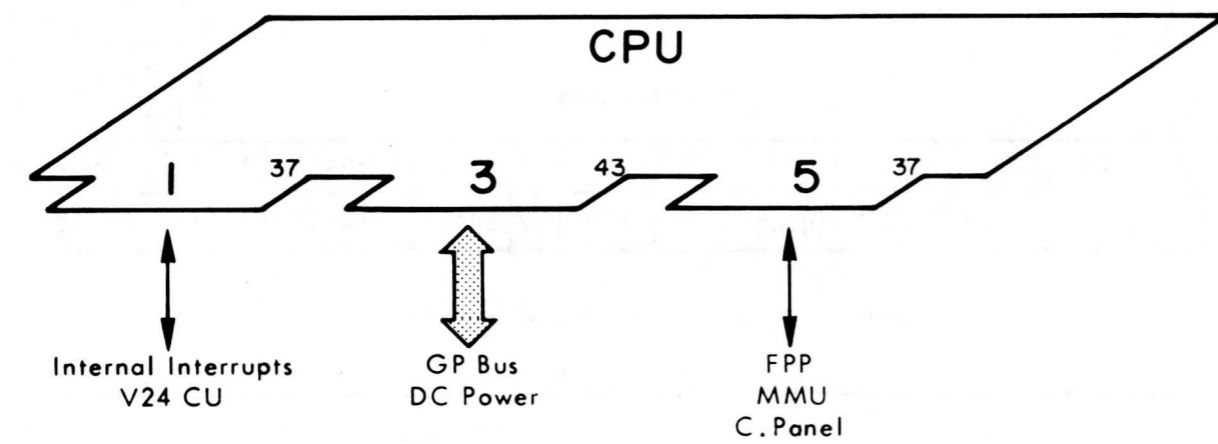 CPU
1 37 3 43 5 37
Internal Interrupts
V24 CU
GP Bus
DC Power
FPP
MMU
C.Panel